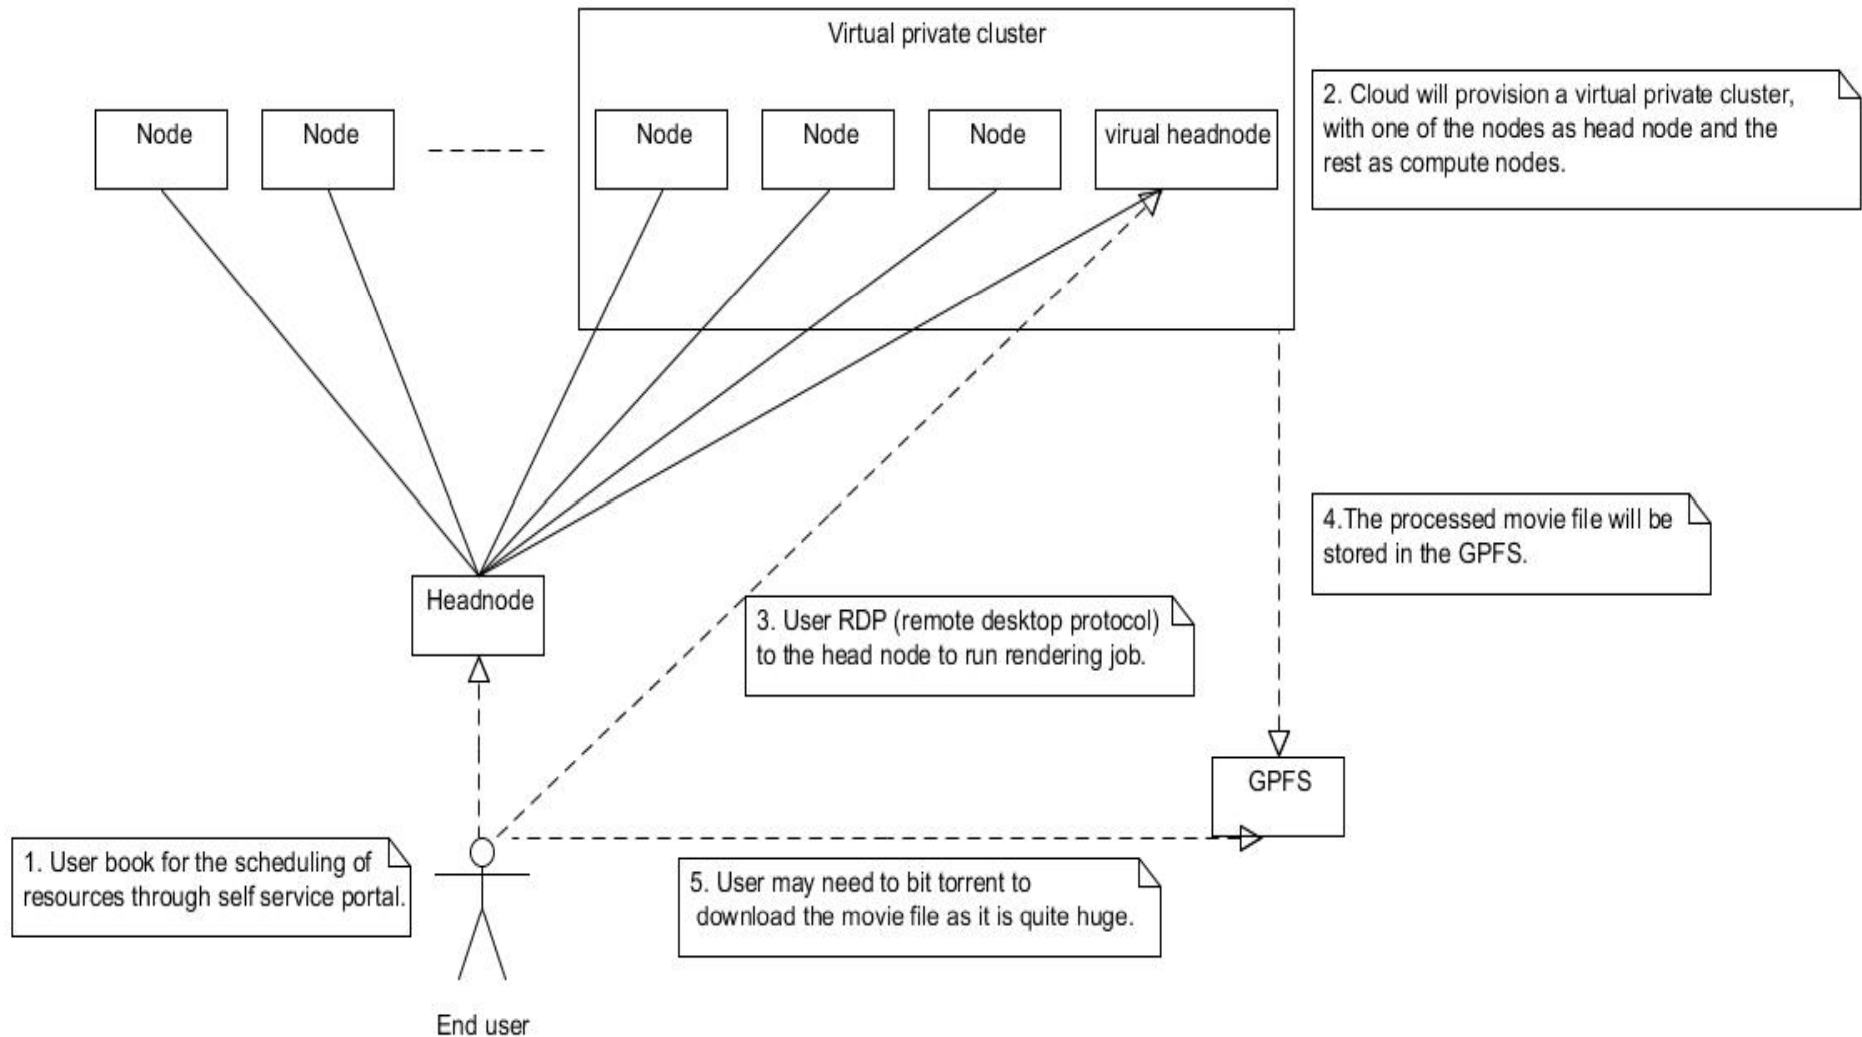 Virtual private cluster
Node
Node
Node
Node
Node
virual headnode
2. Cloud will provision a virtual private cluster,
with one of the nodes as head node and the
rest as compute nodes.
4.The processed movie file will be
stored in the GPFS.
Headnode
3. User RDP (remote desktop protocol)
to the head node to run rendering job.
GPFS
1. User book for the scheduling of
resources through self service portal.
5. User may need to bit torrent to
download the movie file as it is quite huge.
End user